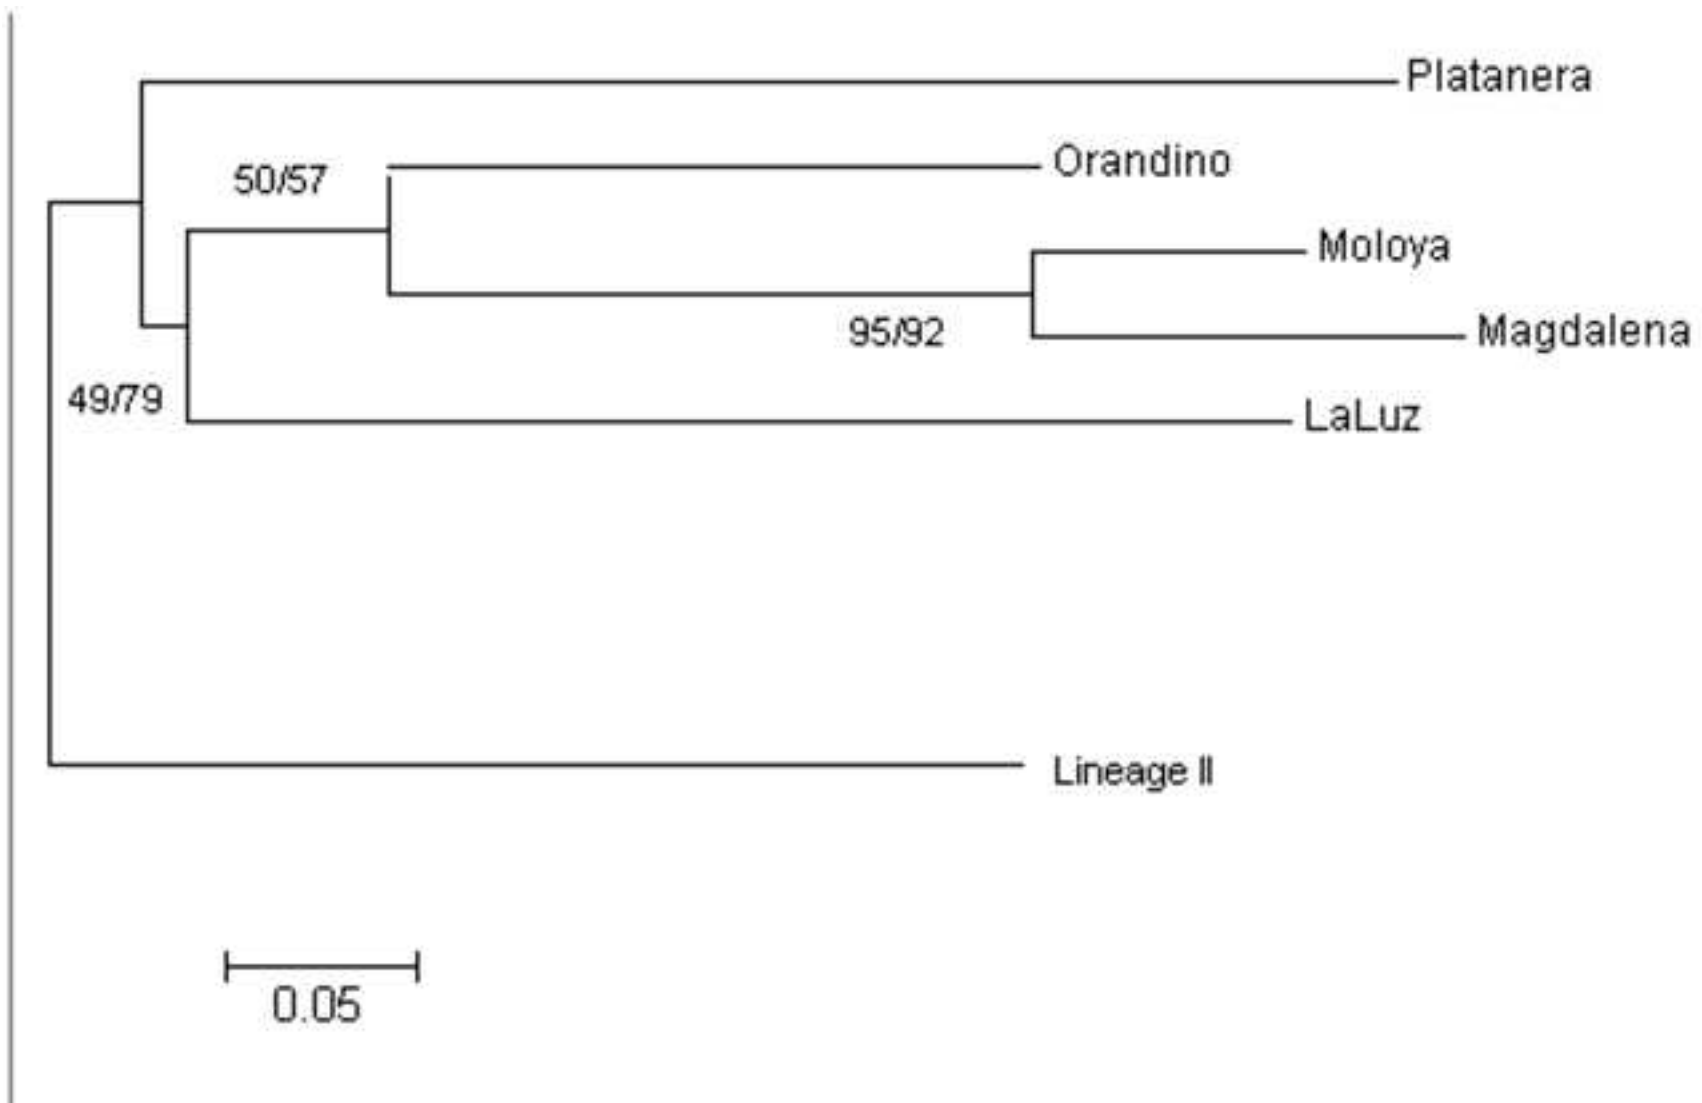 Platanera
Orandino
50/57
Moloya
Magdalena
95/92
49/79
LaLuz
Lineage II
0.05